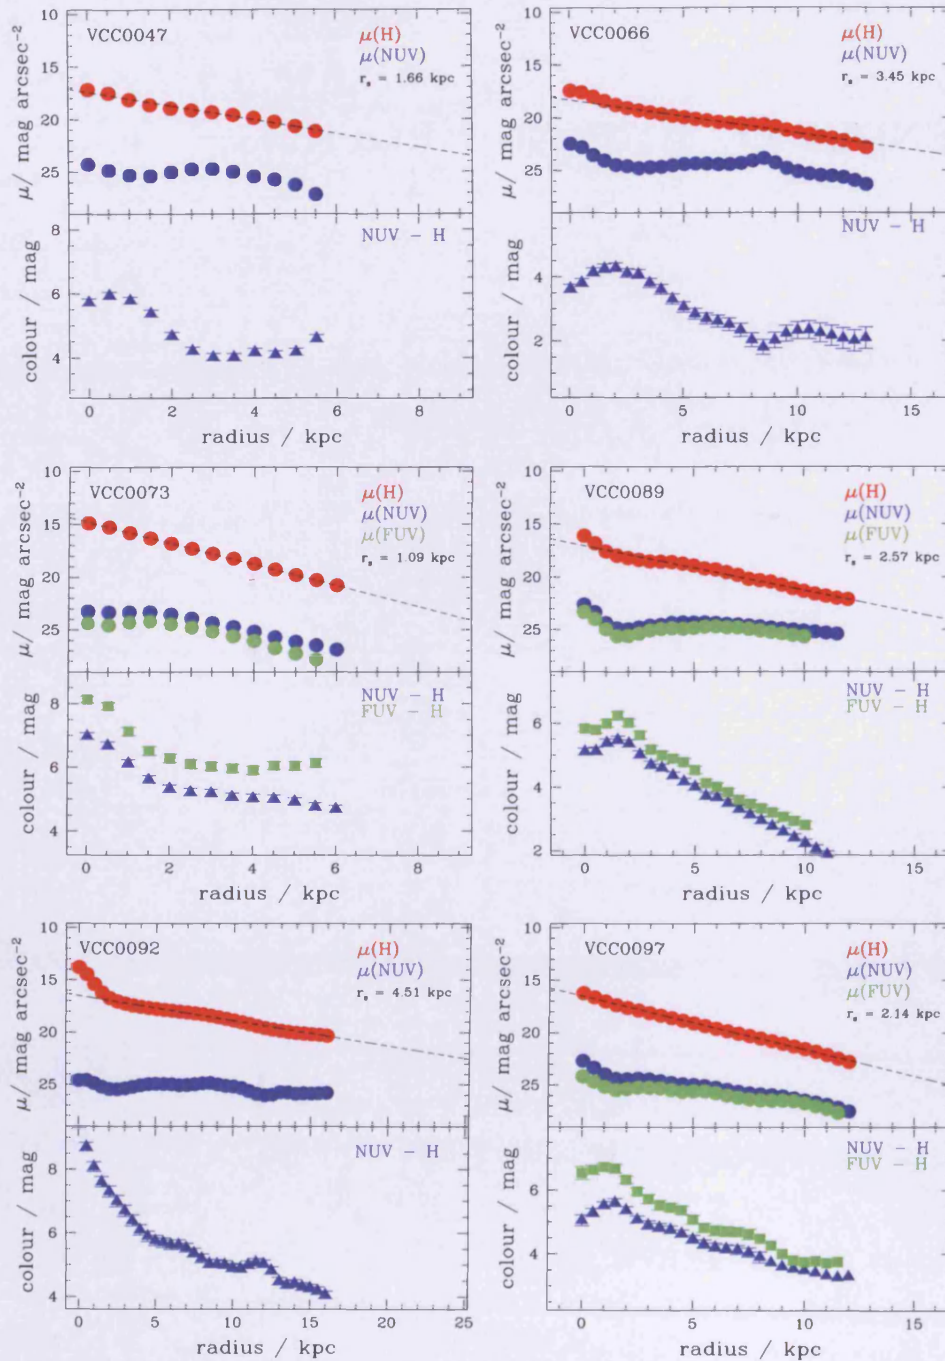 VCC0047
μ(H)
μ(NUV)
r_s = 1.66 kpc
μ/ mag arcsec⁻²
10
15
20
25
NUV − H
colour / mag
8
6
4
0 2 4 6 8
radius / kpc
VCC0066
μ(H)
μ(NUV)
r_s = 3.45 kpc
μ/ mag arcsec⁻²
10
15
20
25
NUV − H
colour / mag
4
2
0 5 10 15
radius / kpc
VCC0073
μ(H)
μ(NUV)
μ(FUV)
r_s = 1.09 kpc
μ/ mag arcsec⁻²
10
15
20
25
NUV − H
FUV − H
colour / mag
8
6
4
0 2 4 6 8
radius / kpc
VCC0089
μ(H)
μ(NUV)
μ(FUV)
r_s = 2.57 kpc
μ/ mag arcsec⁻²
10
15
20
25
NUV − H
FUV − H
colour / mag
6
4
2
0 5 10 15
radius / kpc
VCC0092
μ(H)
μ(NUV)
r_s = 4.51 kpc
μ/ mag arcsec⁻²
10
15
20
25
NUV − H
colour / mag
8
6
4
0 5 10 15 20 25
radius / kpc
VCC0097
μ(H)
μ(NUV)
μ(FUV)
r_s = 2.14 kpc
μ/ mag arcsec⁻²
10
15
20
25
NUV − H
FUV − H
colour / mag
6
4
0 5 10 15
radius / kpc